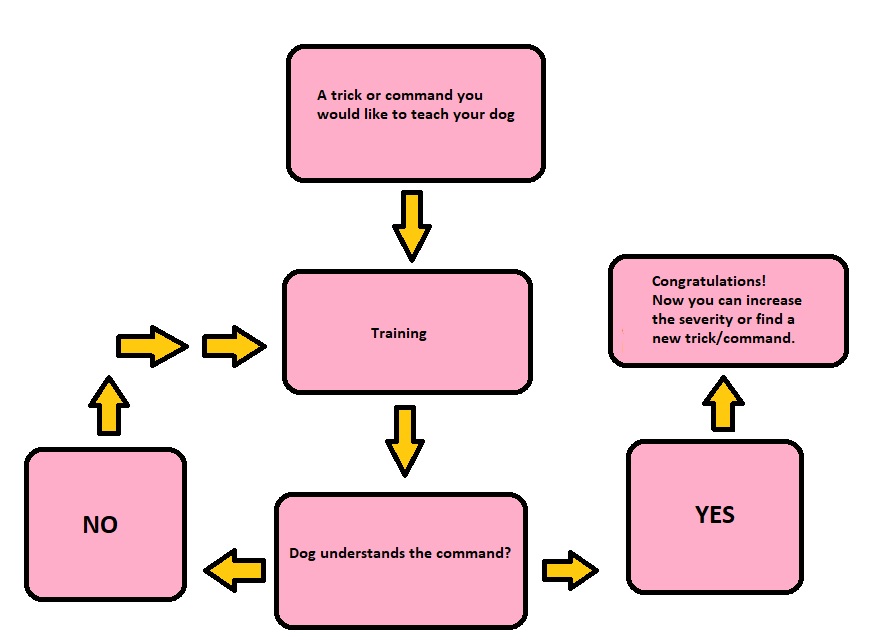 A trick or command you
would like to teach your dog
Training
Congratulations!
Now you can increase
the severity or find a
new trick/command.
NO
Dog understands the command?
YES